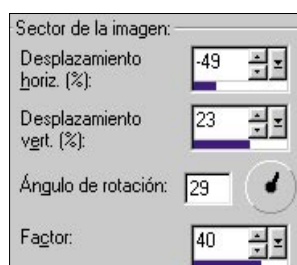 Sector de la imagen:
Desplazamiento
horiz. (%):
-49
Desplazamiento
vert. (%):
23
Ángulo de rotación:
29
Factor:
40